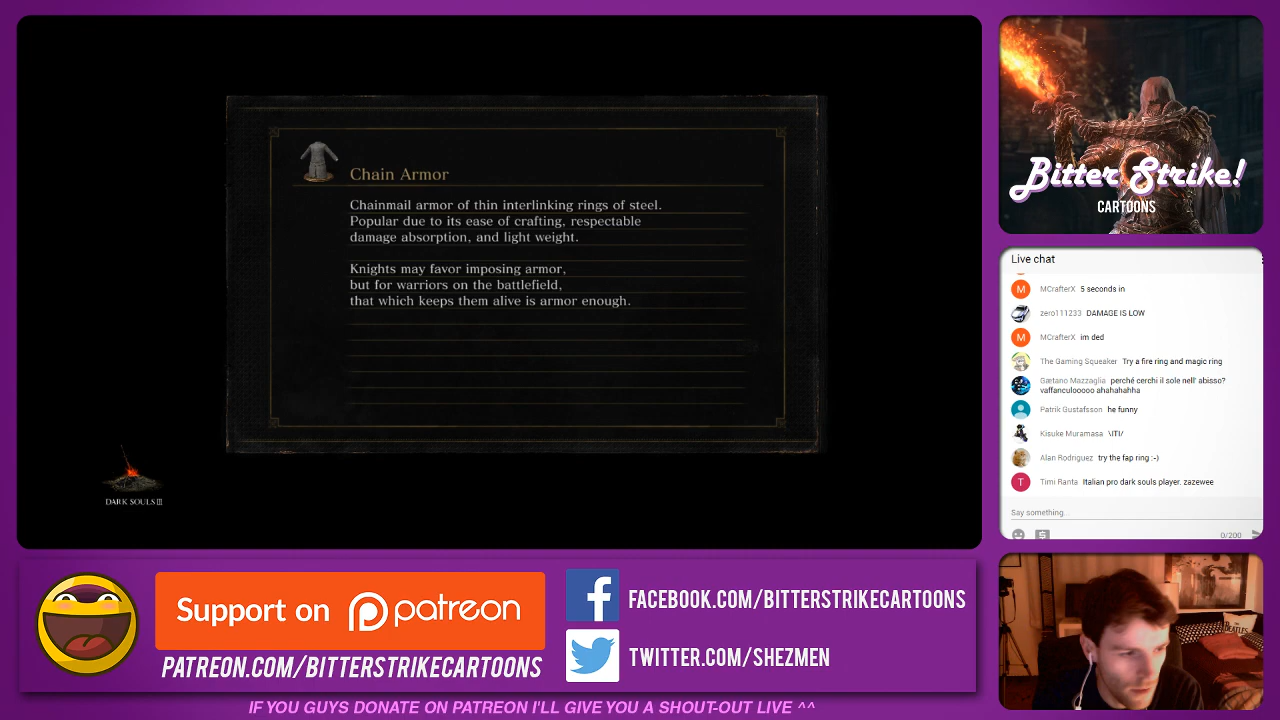 Chain Armor
Chainmail armor of thin interlinking rings of steel.
Popular due to its ease of crafting, respectable
damage absorption, and light weight.
Knights may favor imposing armor,
but for warriors on the battlefield,
that which keeps them alive is armor enough.
DARK SOULS III
Bitter Strike!
CARTOONS
Live chat
M MCrafterX 5 seconds in
zero111233 DAMAGE IS LOW
M MCrafterX im ded
The Gaming Squeaker Try a fire ring and magic ring
Gætano Mazzaglia perché cerchi il sole nell' abisso?
vaffanculooooo ahahahahha
Patrik Gustafsson he funny
Kisuke Muramasa \ITI/
Alan Rodriguez try the fap ring :-)
T Timi Ranta Italian pro dark souls player. zazewee
Say something...
0/200
Support on patreon
PATREON.COM/BITTERSTRIKECARTOONS
f FACEBOOK.COM/BITTERSTRIKECARTOONS
TWITTER.COM/SHEZMEN
IF YOU GUYS DONATE ON PATREON I'LL GIVE YOU A SHOUT-OUT LIVE ^^